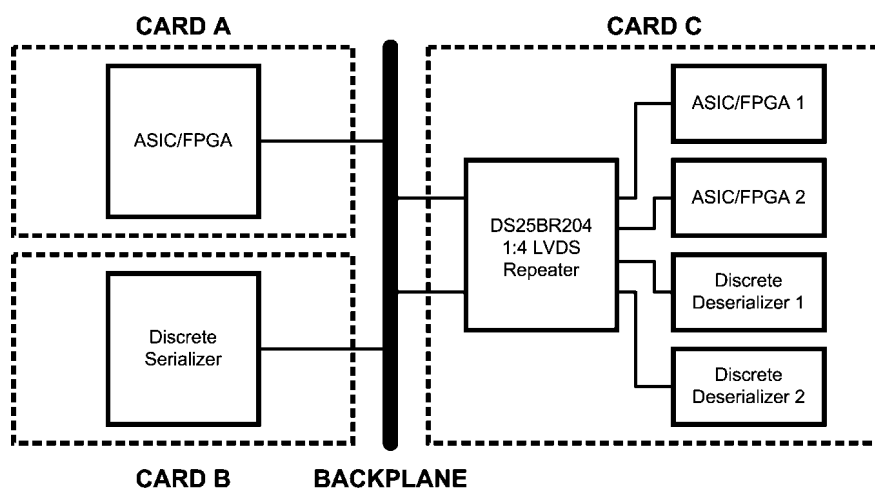 CARD A
CARD C
ASIC/FPGA
ASIC/FPGA 1
ASIC/FPGA 2
DS25BR204
1:4 LVDS
Repeater
Discrete
Deserializer 1
Discrete
Serializer
Discrete
Deserializer 2
CARD B
BACKPLANE